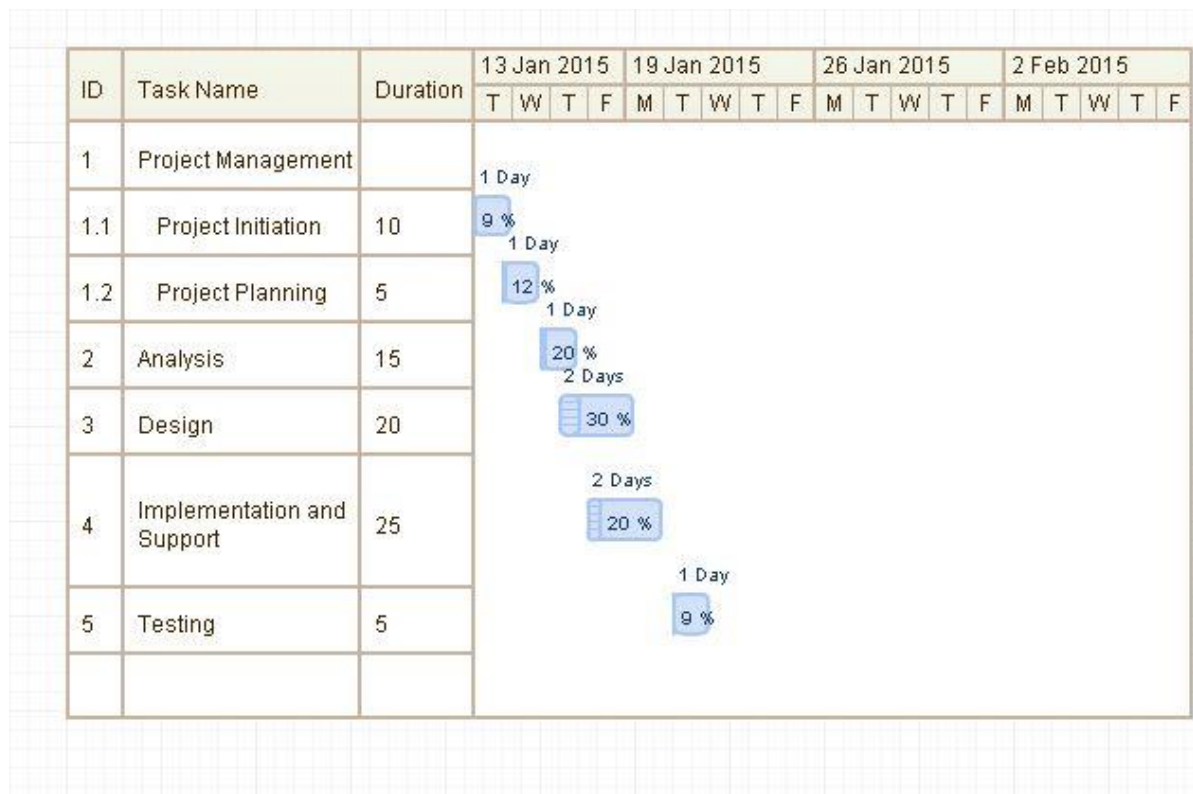 ID Task Name Duration 13 Jan 2015 19 Jan 2015 26 Jan 2015 2 Feb 2015
T W T F M T W T F M T W T F M T W T F
1 Project Management
1 Day
1.1 Project Initiation 10 9 %
1 Day
1.2 Project Planning 5 12 %
1 Day
2 Analysis 15 20 %
2 Days
3 Design 20 30 %
2 Days
4 Implementation and
Support 25 20 %
1 Day
5 Testing 5 9 %